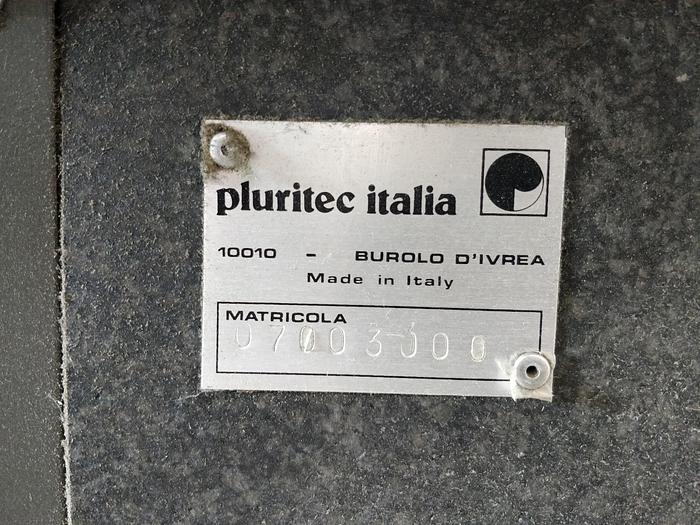 pluritec italia
10010 - BUROLO D'IVREA
Made in Italy
MATRICOLA
07003000